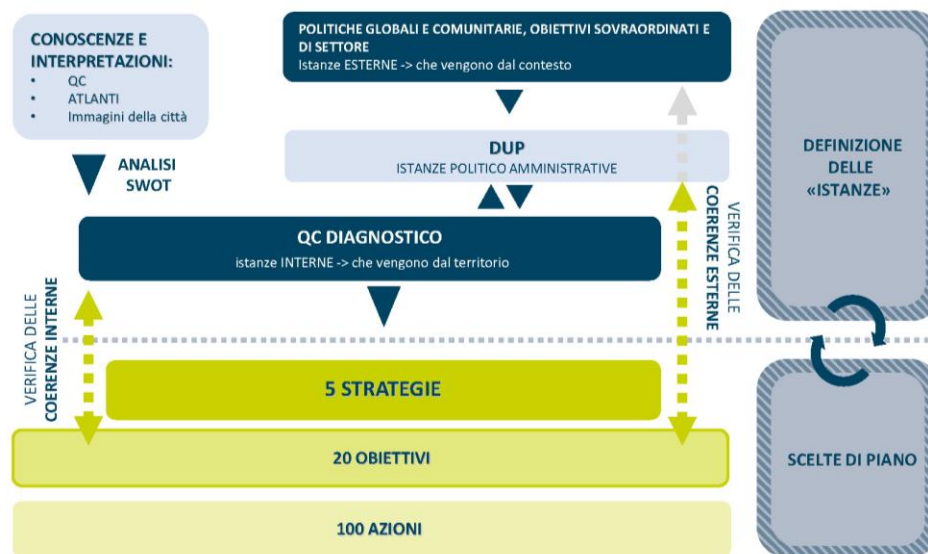 CONOSCENZE E
INTERPRETAZIONI:
• QC
• ATLANTI
• Immagini della città
POLITICHE GLOBALI E COMUNITARIE, OBIETTIVI SOVRAORDINATI E
DI SETTORE
Istanze ESTERNE -> che vengono dal contesto
ANALISI
SWOT
DUP
ISTANZE POLITICO AMMINISTRATIVE
QC DIAGNOSTICO
istanze INTERNE -> che vengono dal territorio
VERIFICA DELLE
COERENZE INTERNE
VERIFICA DELLE
COERENZE ESTERNE
DEFINIZIONE
DELLE
«ISTANZE»
5 STRATEGIE
20 OBIETTIVI
100 AZIONI
SCELTE DI PIANO